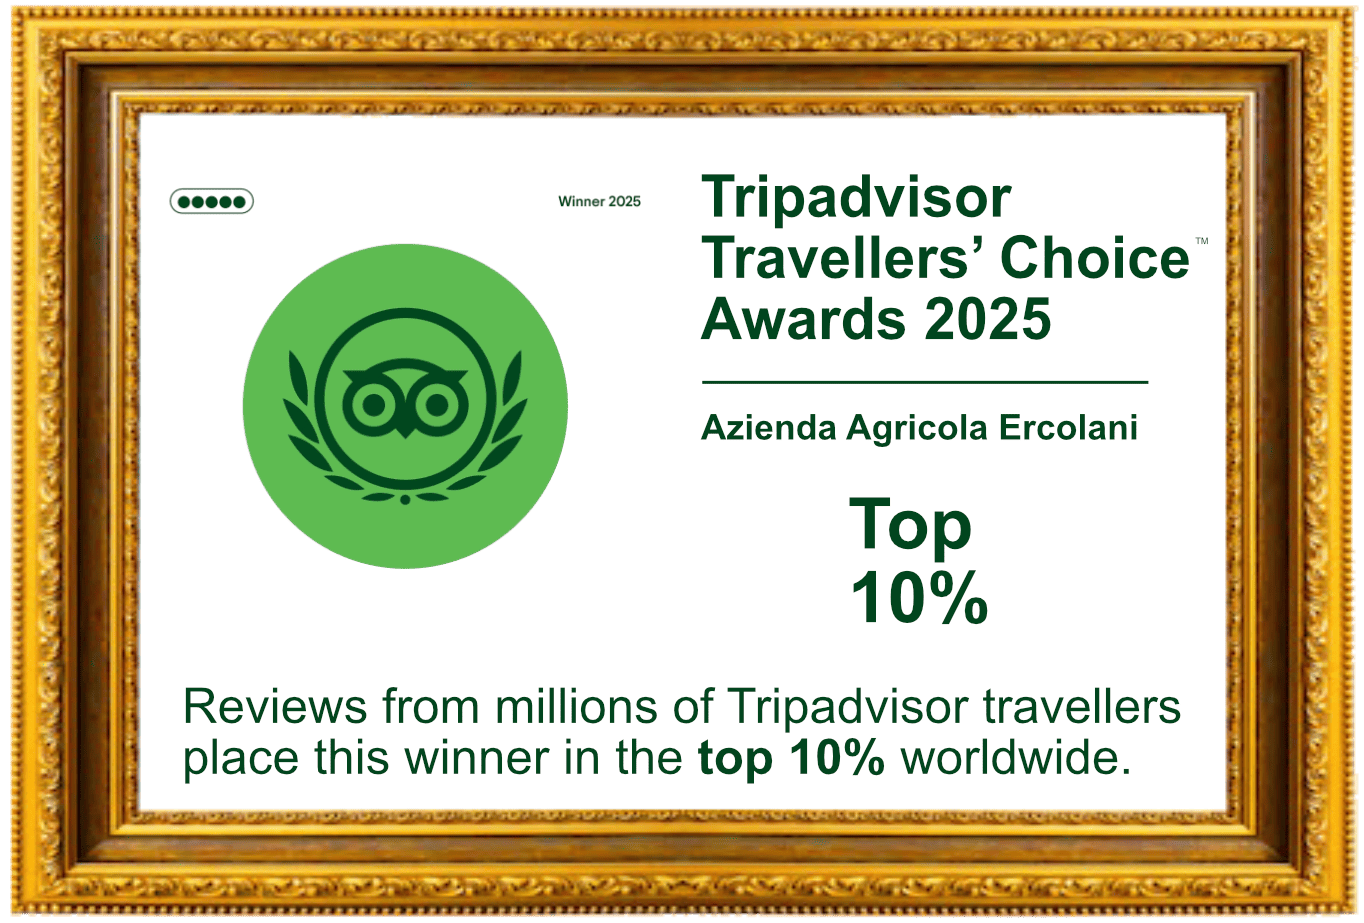 Winner 2025
Tripadvisor
Travellers’ Choice™
Awards 2025
Azienda Agricola Ercolani
Top
10%
Reviews from millions of Tripadvisor travellers
place this winner in the top 10% worldwide.